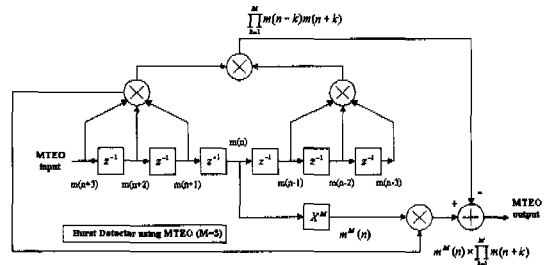 ∏_{k=1}^{M} m(n−k)m(n+k)
MTEO input
z⁻¹ z⁻¹ z⁻¹ z⁻¹ z⁻¹ z⁻¹
m(n)
m(n+3) m(n+2) m(n+1) m(n-1) m(n-2) m(n-3)
X^M
m^M(n)
+
-
MTEO output
Burst Detector using MTEO (M=3)
m^M(n) × ∏_{k=1}^{M} m(n+k)